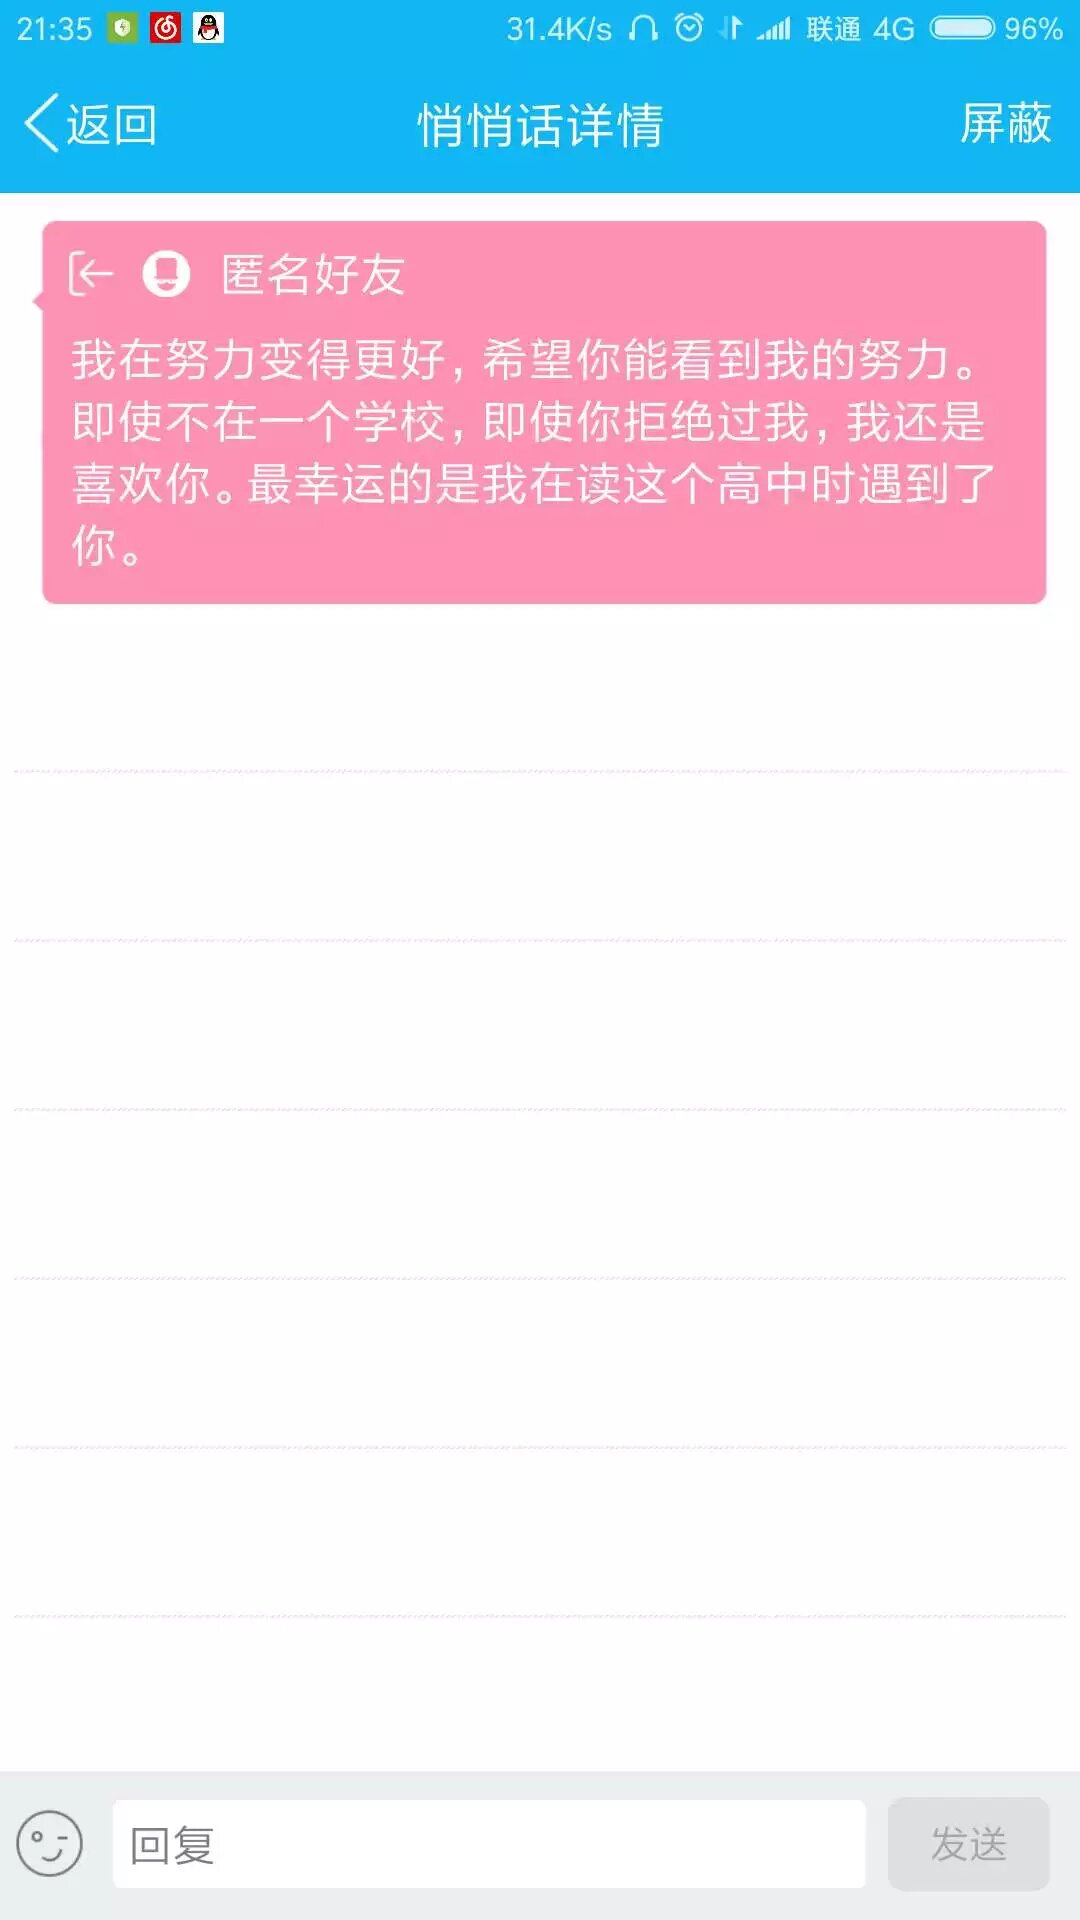 21:35 31.4K/s 联通 4G 96%
返回 悄悄话详情 屏蔽
匿名好友
我在努力变得更好，希望你能看到我的努力。
即使不在一个学校，即使你拒绝过我，我还是
喜欢你。最幸运的是我在读这个高中时遇到了
你。
回复 发送